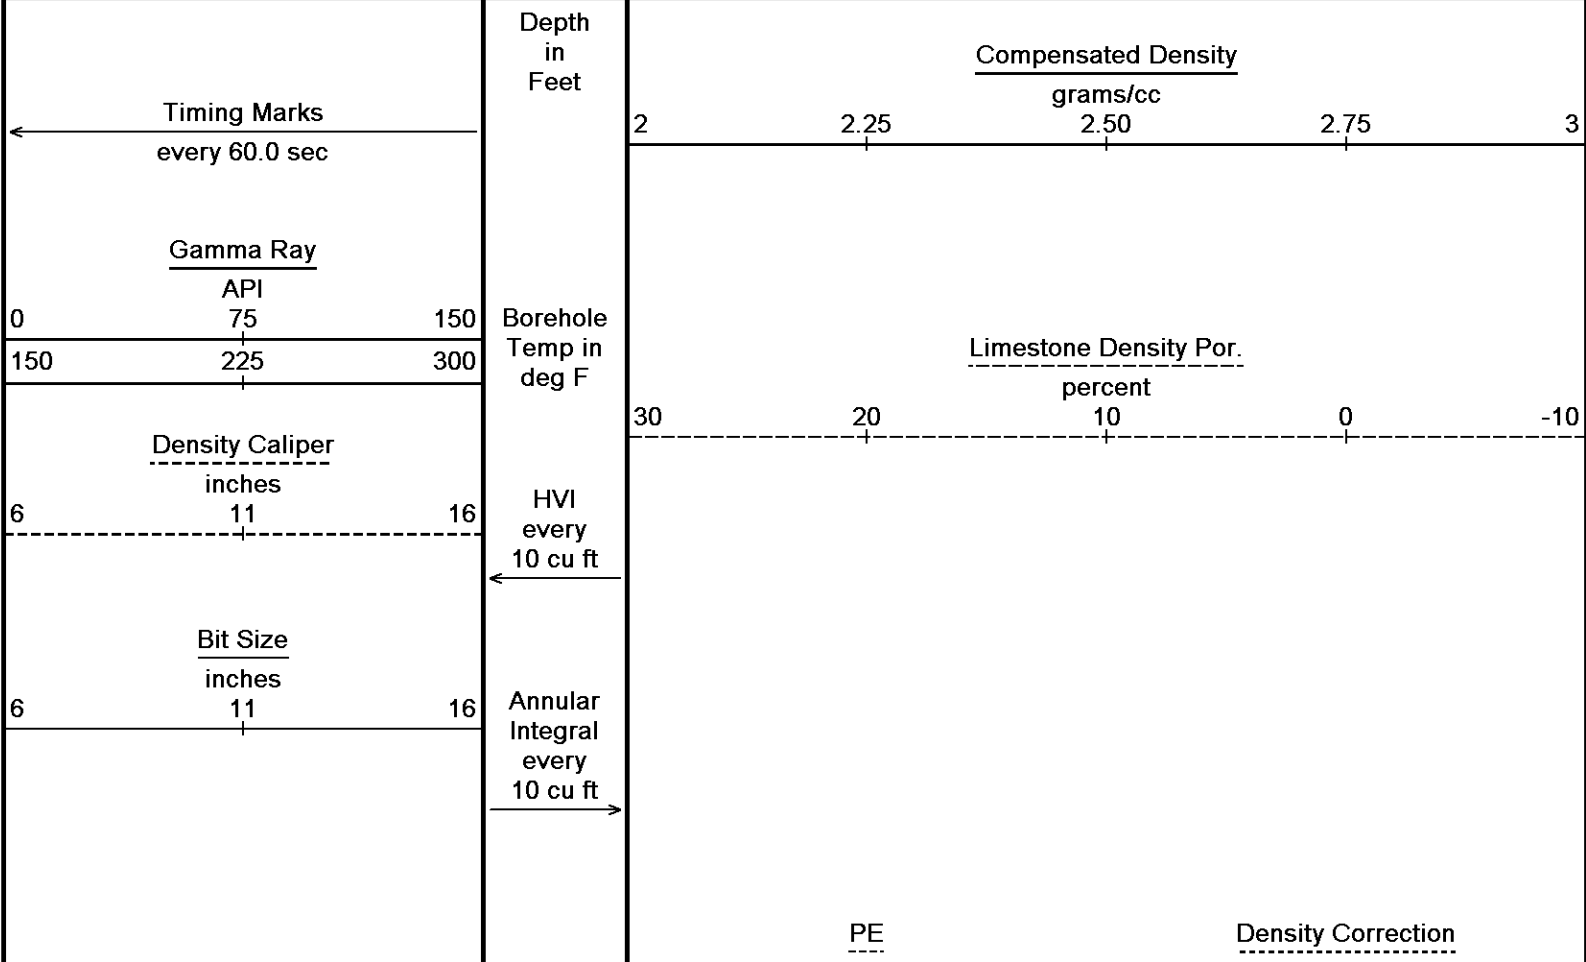 Timing Marks
every 60.0 sec
Gamma Ray
API
0 75 150
150 225 300
Density Caliper
inches
6 11 16
Bit Size
inches
6 11 16
Depth
in
Feet
Borehole
Temp in
deg F
HVI
every
10 cu ft
Annular
Integral
every
10 cu ft
Compensated Density
grams/cc
2 2.25 2.50 2.75 3
Limestone Density Por.
percent
30 20 10 0 -10
PE Density Correction